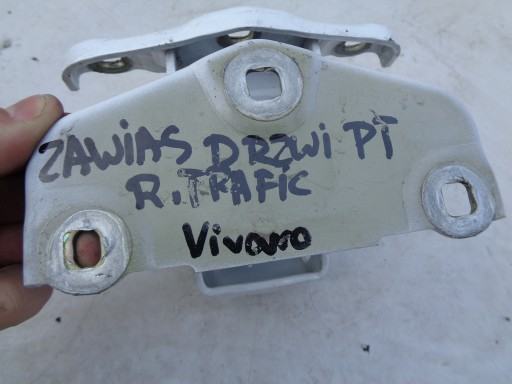 ZAWIAS DRZWI PT
R. TRAFIC
Vivaro